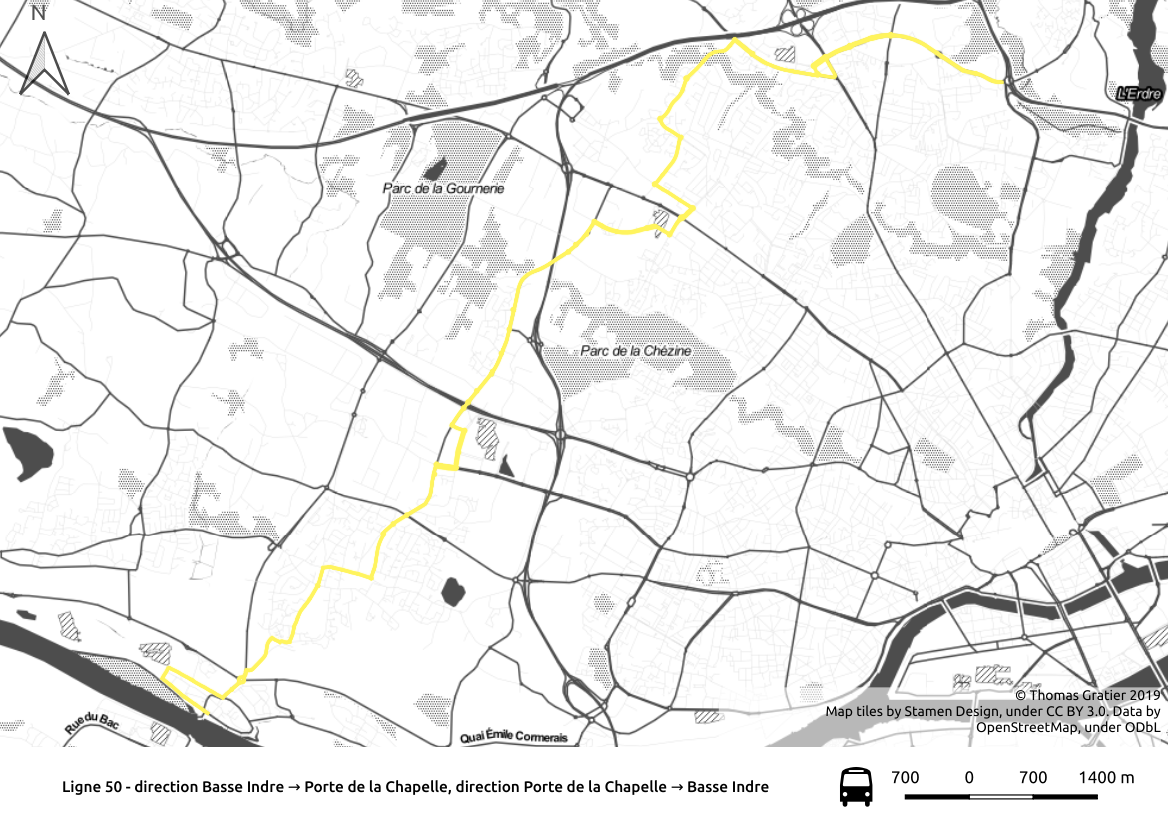 N
L'Erdre
Parc de la Gournerie
Parc de la Chézine
Rue du Bac
Quai Émile Cormerais
© Thomas Gratier 2019
Map tiles by Stamen Design, under CC BY 3.0. Data by
OpenStreetMap, under ODbL
Ligne 50 - direction Basse Indre → Porte de la Chapelle, direction Porte de la Chapelle → Basse Indre
700 0 700 1400 m